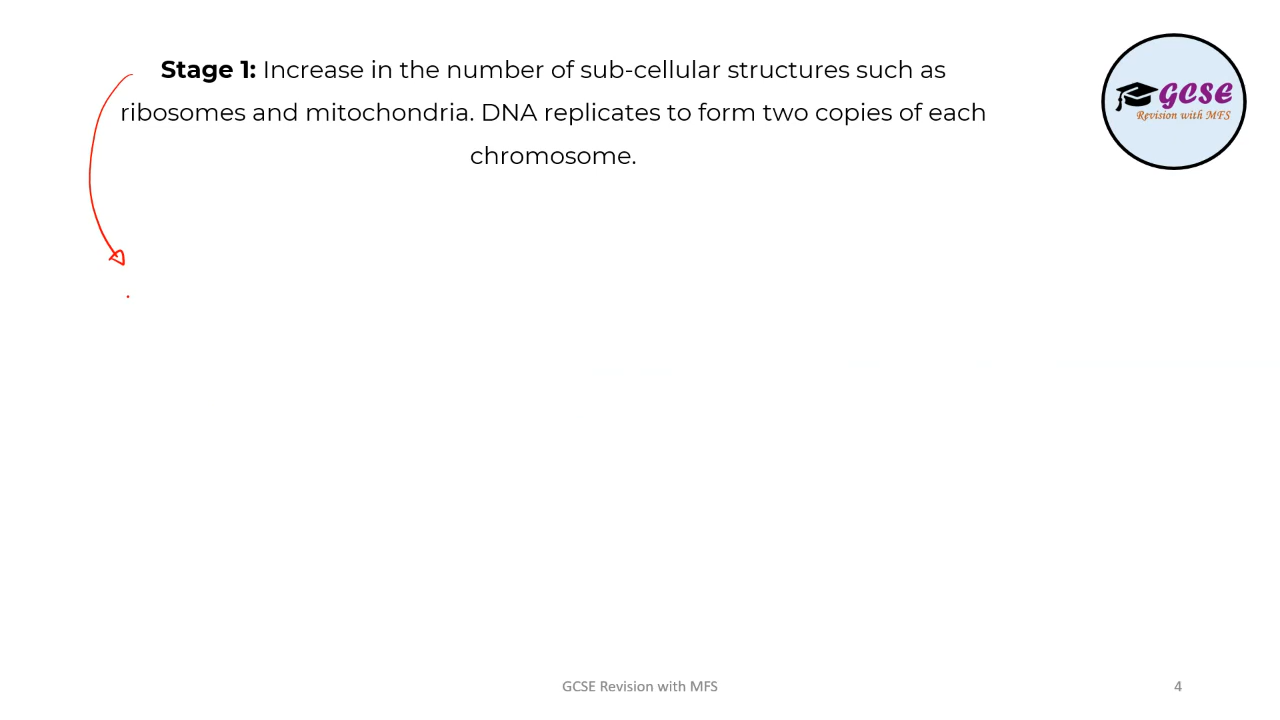 Stage 1: Increase in the number of sub-cellular structures such as
ribosomes and mitochondria. DNA replicates to form two copies of each
chromosome.
GCSE
Revision with MFS
GCSE Revision with MFS
4